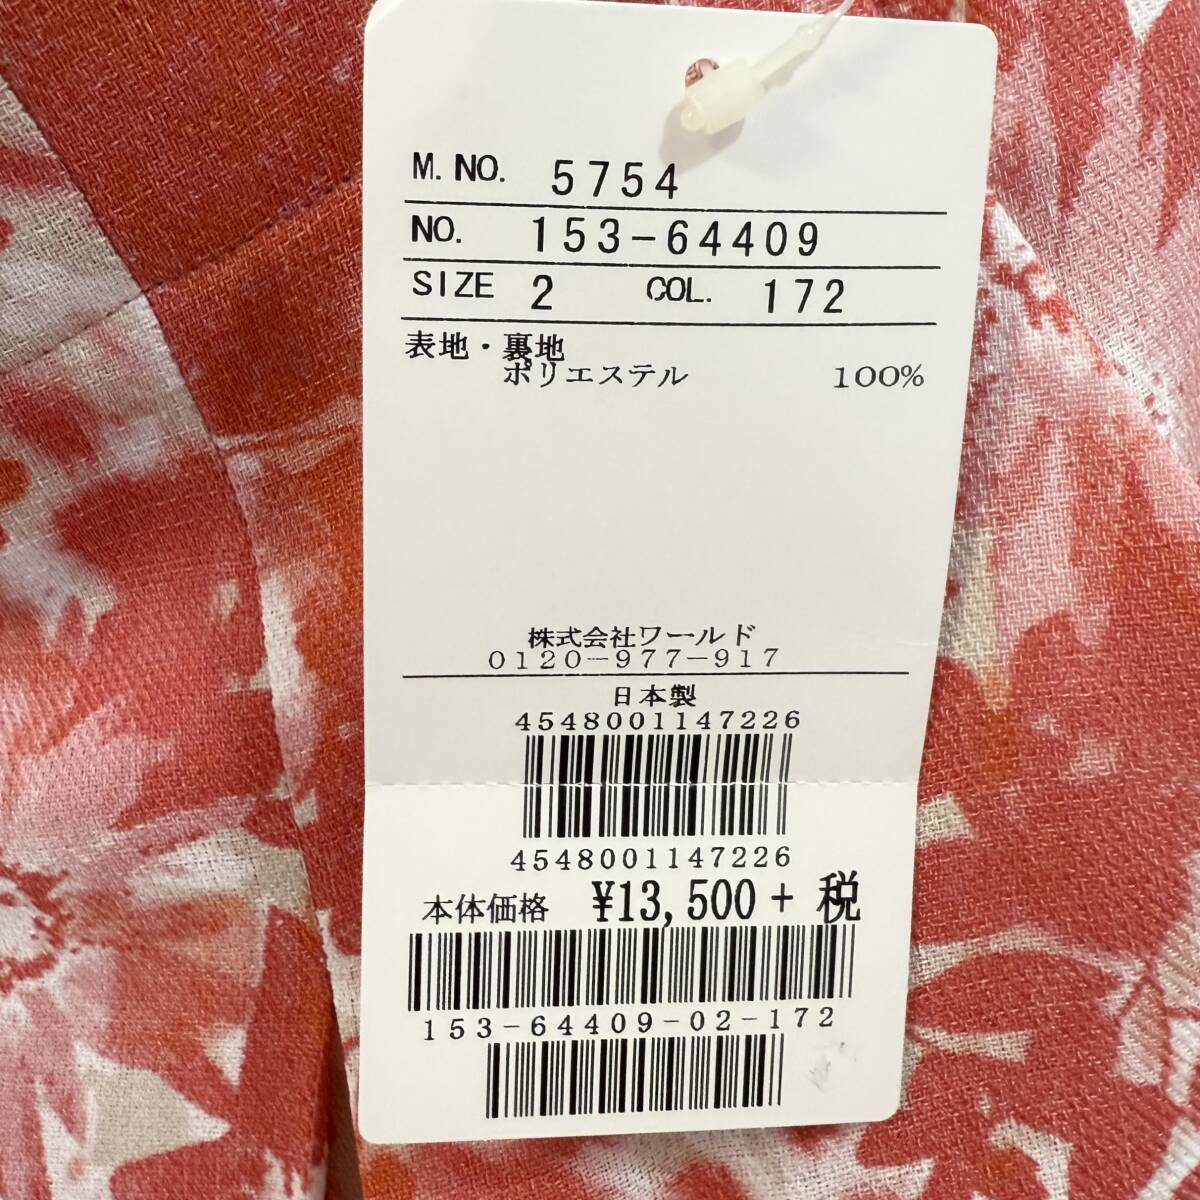 M. NO. 5754
NO. 153-64409
SIZE 2 COL. 172
表地・裏地
ポリエステル 100%
株式会社ワールド
0120-977-917
日本製
4548001147226
4548001147226
本体価格 ¥13,500 + 税
153-64409-02-172